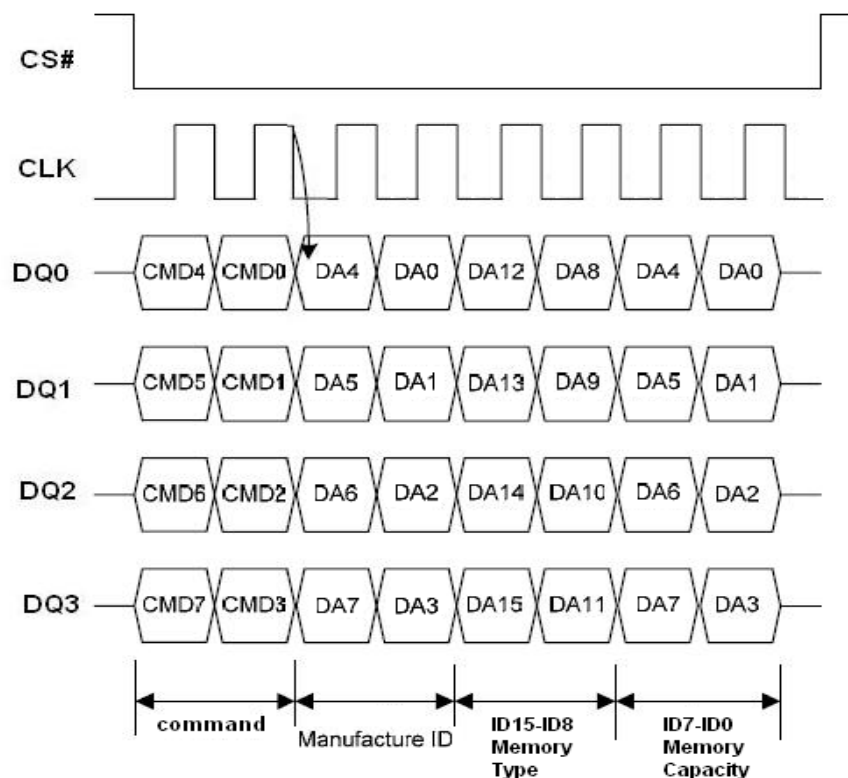 CS#
CLK
DQ0 CMD4 CMD0 DA4 DA0 DA12 DA8 DA4 DA0
DQ1 CMD5 CMD1 DA5 DA1 DA13 DA9 DA5 DA1
DQ2 CMD6 CMD2 DA6 DA2 DA14 DA10 DA6 DA2
DQ3 CMD7 CMD3 DA7 DA3 DA15 DA11 DA7 DA3
command
Manufacture ID
ID15-ID8
Memory
Type
ID7-ID0
Memory
Capacity